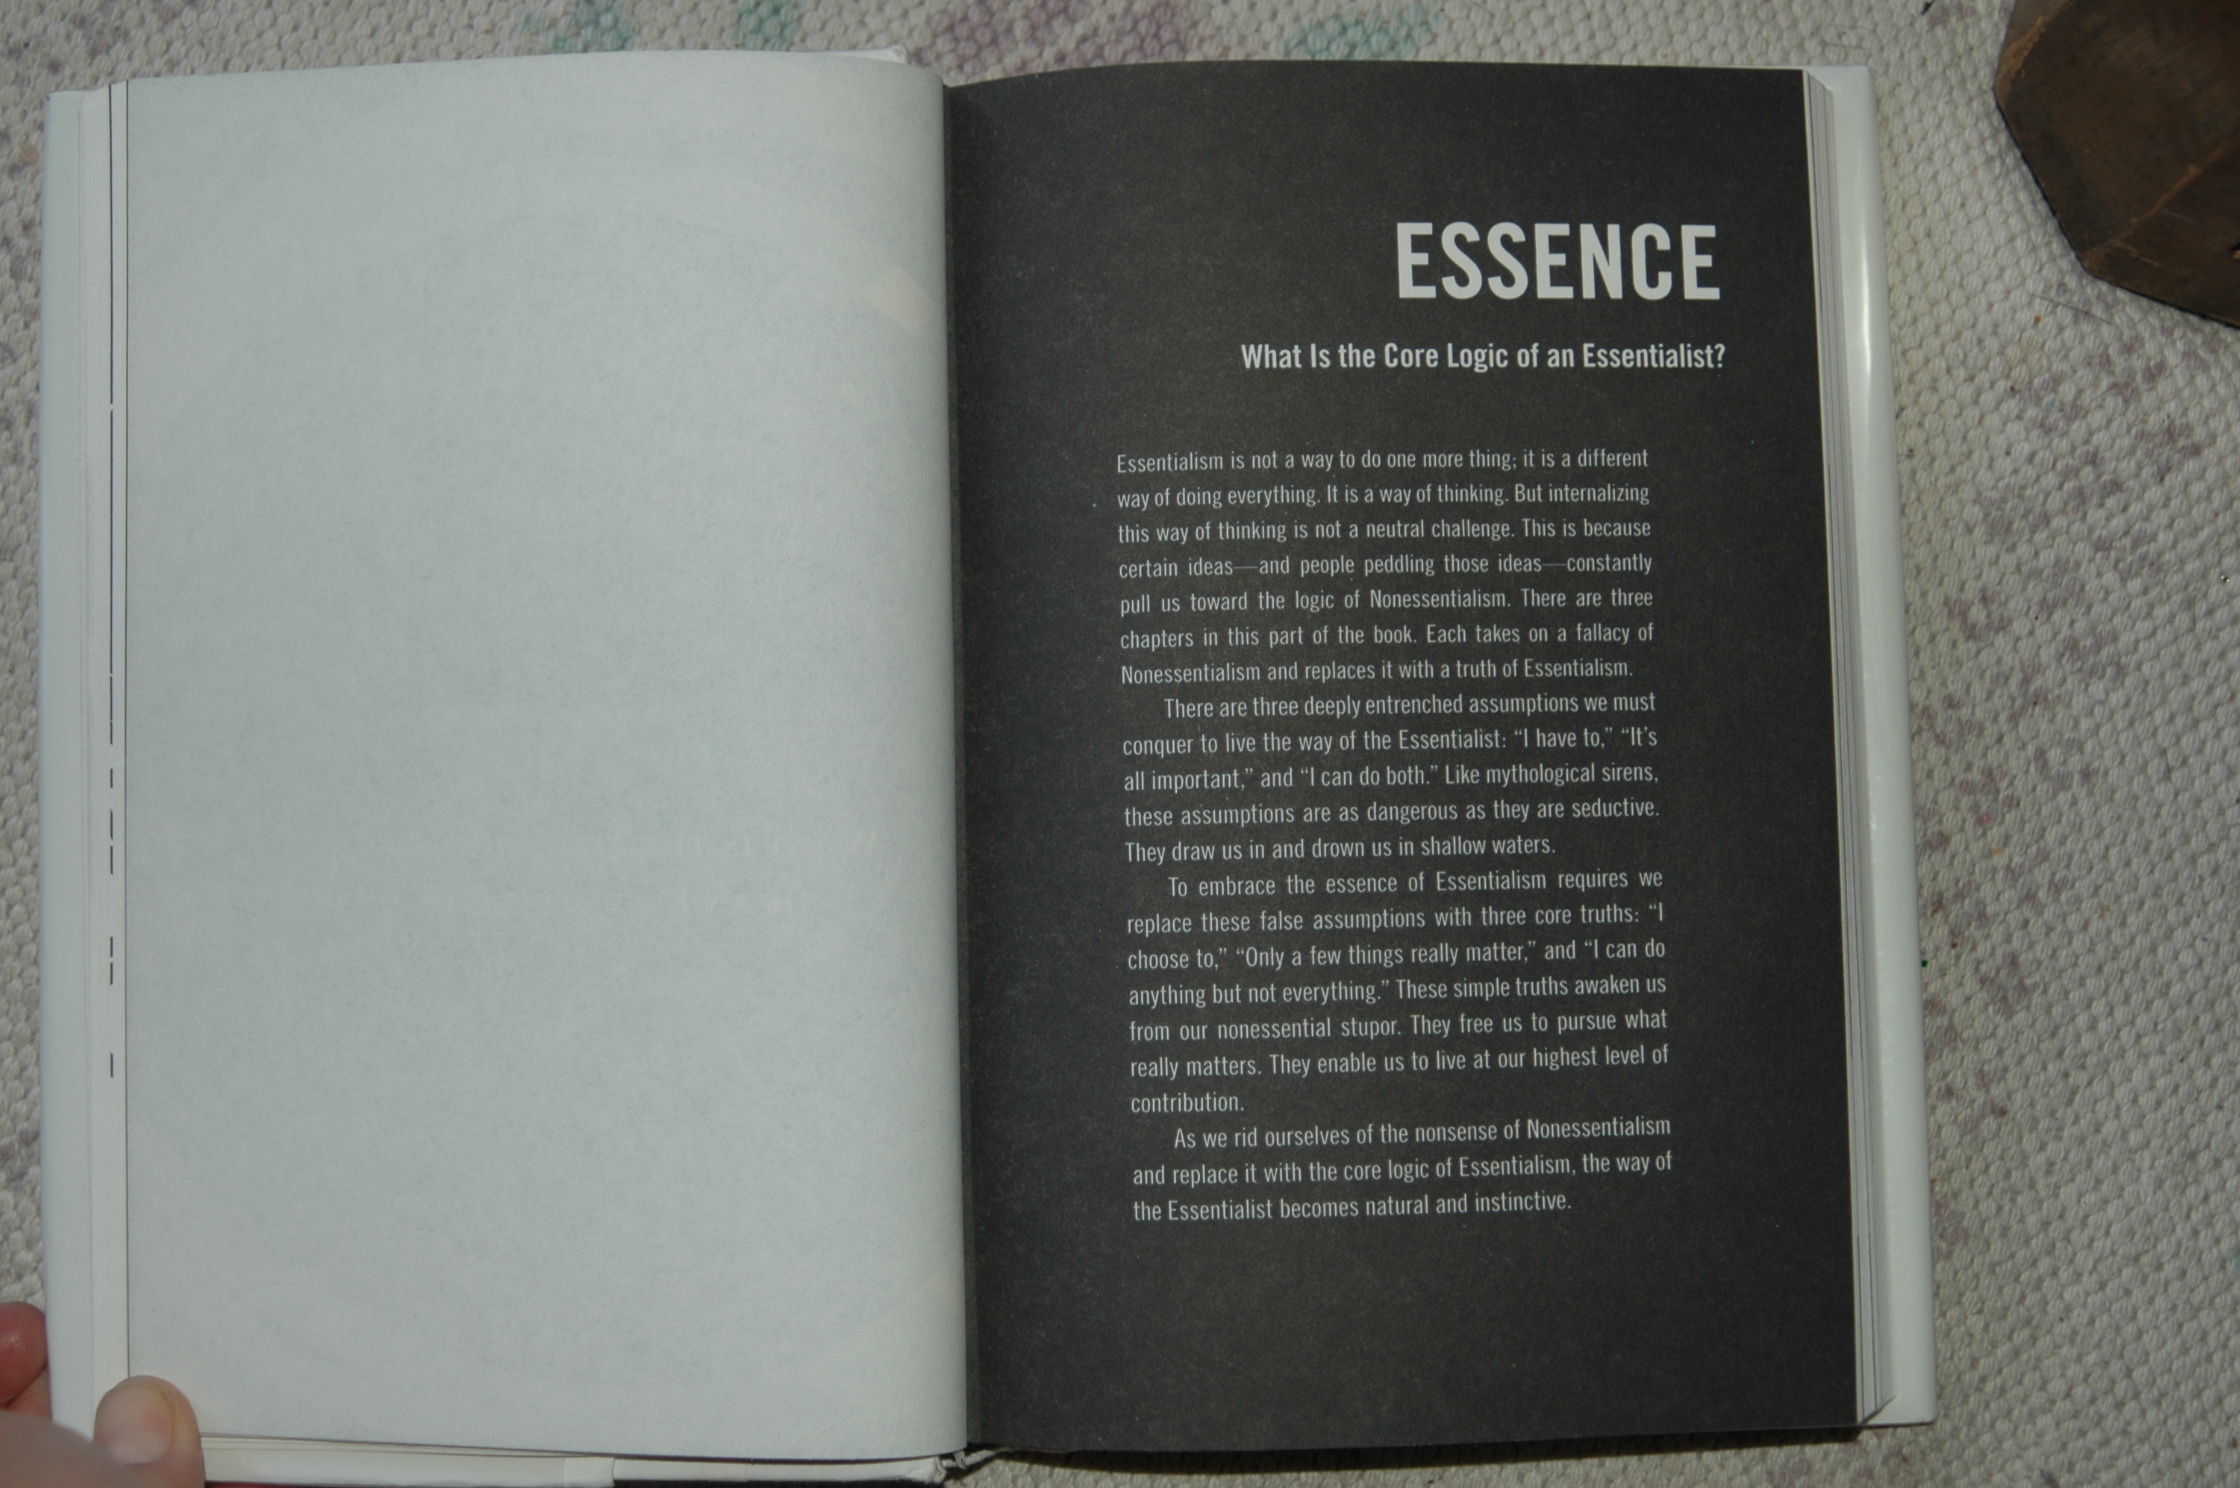 ESSENCE
What Is the Core Logic of an Essentialist?
Essentialism is not a way to do one more thing; it is a different
way of doing everything. It is a way of thinking. But internalizing
this way of thinking is not a neutral challenge. This is because
certain ideas—and people peddling those ideas—constantly
pull us toward the logic of Nonessentialism. There are three
chapters in this part of the book. Each takes on a fallacy of
Nonessentialism and replaces it with a truth of Essentialism.
There are three deeply entrenched assumptions we must
conquer to live the way of the Essentialist: “I have to,” “It’s
all important,” and “I can do both.” Like mythological sirens,
these assumptions are as dangerous as they are seductive.
They draw us in and drown us in shallow waters.
To embrace the essence of Essentialism requires we
replace these false assumptions with three core truths: “I
choose to,” “Only a few things really matter,” and “I can do
anything but not everything.” These simple truths awaken us
from our nonessential stupor. They free us to pursue what
really matters. They enable us to live at our highest level of
contribution.
As we rid ourselves of the nonsense of Nonessentialism
and replace it with the core logic of Essentialism, the way of
the Essentialist becomes natural and instinctive.